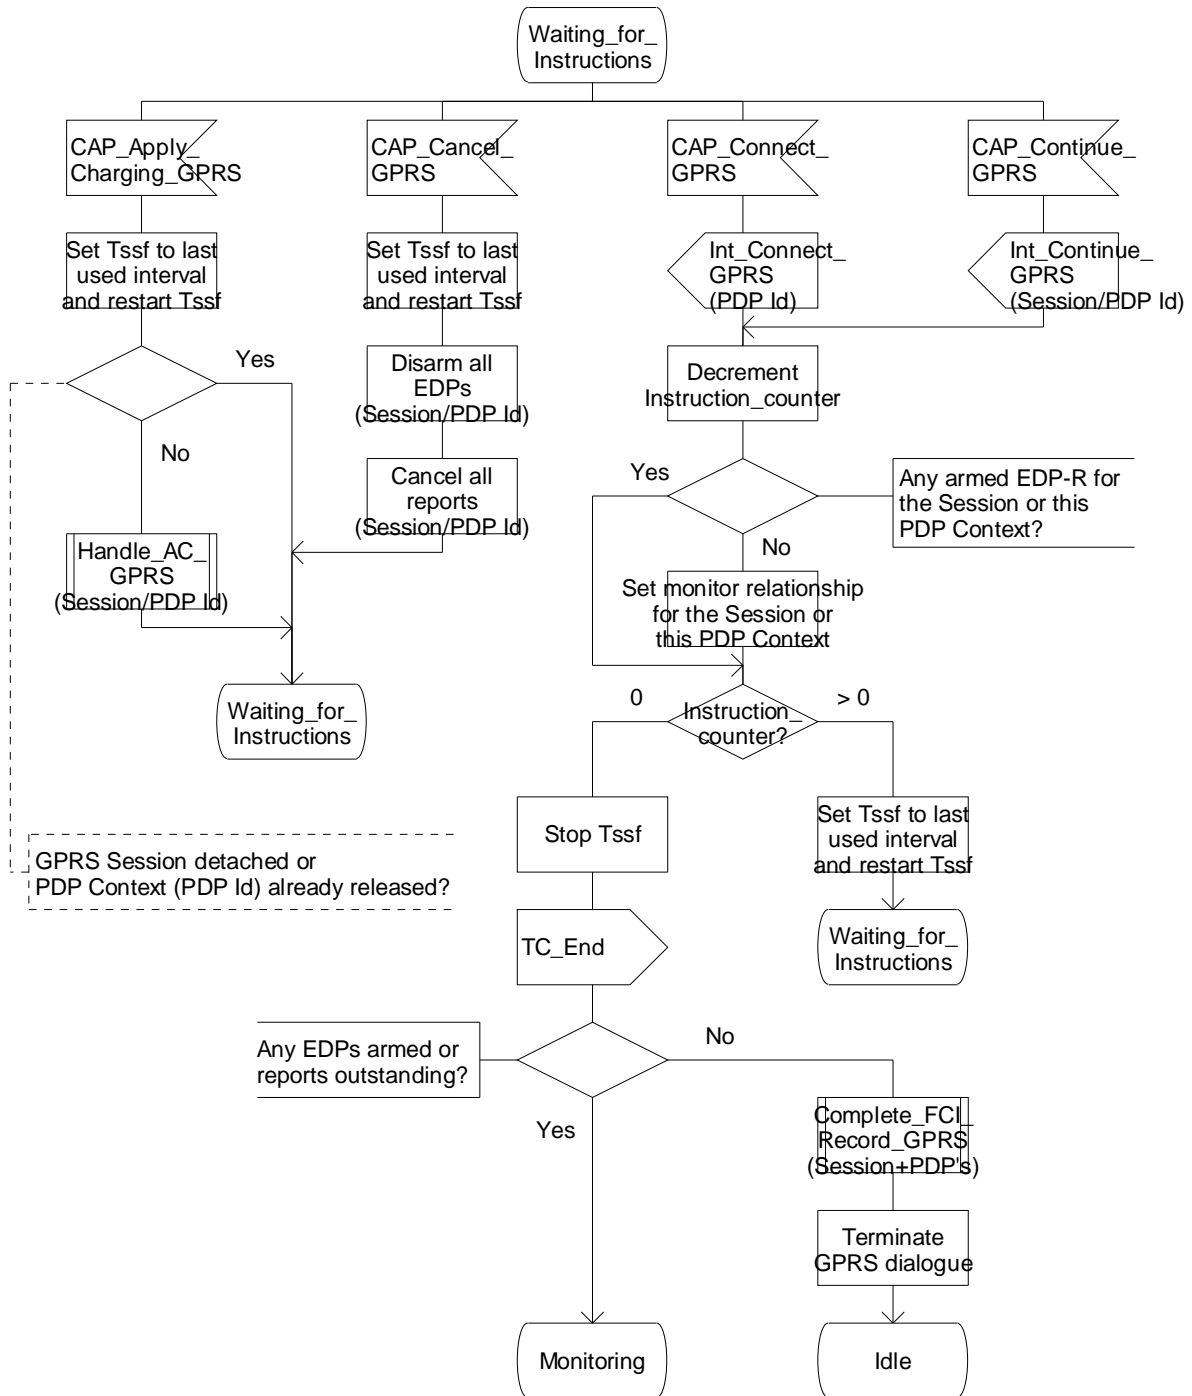 Waiting_for_
Instructions
CAP_Apply_
Charging_GPRS
CAP_Cancel_
GPRS
CAP_Connect_
GPRS
CAP_Continue_
GPRS
Set Tssf to last
used interval
and restart Tssf
Set Tssf to last
used interval
and restart Tssf
Int_Connect_
GPRS
(PDP Id)
Int_Continue_
GPRS
(Session/PDP Id)
Yes
No
Disarm all
EDPs
(Session/PDP Id)
Decrement
Instruction_counter
Cancel all
reports
(Session/PDP Id)
Yes
No
Any armed EDP-R for
the Session or this
PDP Context?
Handle_AC_
GPRS
(Session/PDP Id)
Set monitor relationship
for the Session or
this PDP Context
Waiting_for_
Instructions
0
Instruction_
counter?
> 0
Stop Tssf
Set Tssf to last
used interval
and restart Tssf
GPRS Session detached or
PDP Context (PDP Id) already released?
TC_End
Waiting_for_
Instructions
Any EDPs armed or
reports outstanding?
No
Yes
Complete_FCI_
Record_GPRS
(Session+PDP's)
Terminate
GPRS dialogue
Monitoring
Idle